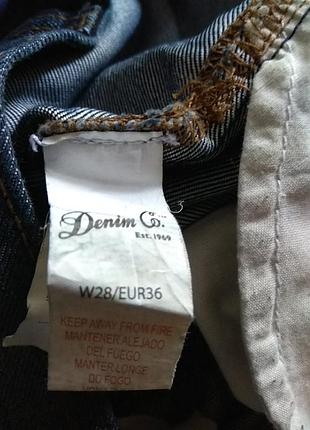 Denim Co.
Est. 1969
W28/EUR36
KEEP AWAY FROM FIRE
MANTENER ALEJADO
DEL FUEGO
MANTER LONGE
DO FOGO